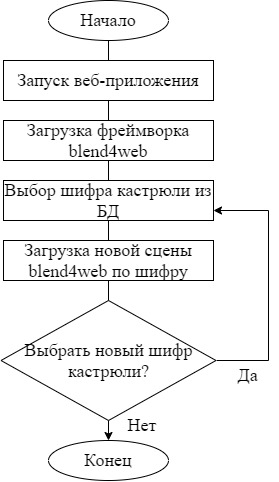 Начало
Запуск веб-приложения
Загрузка фреймворка
blend4web
Выбор шифра кастрюли из
БД
Загрузка новой сцены
blend4web по шифру
Выбрать новый шифр
кастрюли?
Да
Нет
Конец